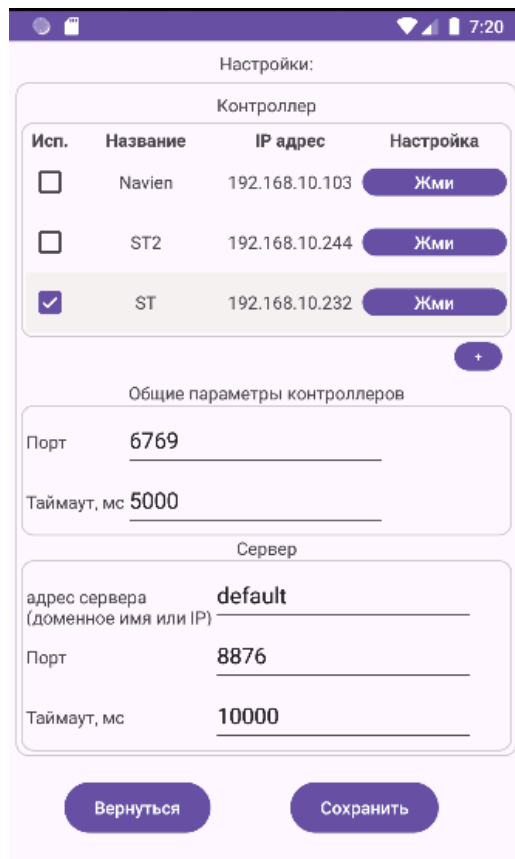 7:20
Настройки:
Контроллер
Исп. Название IP адрес Настройка
Navien 192.168.10.103 Жми
ST2 192.168.10.244 Жми
ST 192.168.10.232 Жми
+
Общие параметры контроллеров
Порт 6769
Таймаут, мс 5000
Сервер
адрес сервера default
(доменное имя или IP)
Порт 8876
Таймаут, мс 10000
Вернуться Сохранить